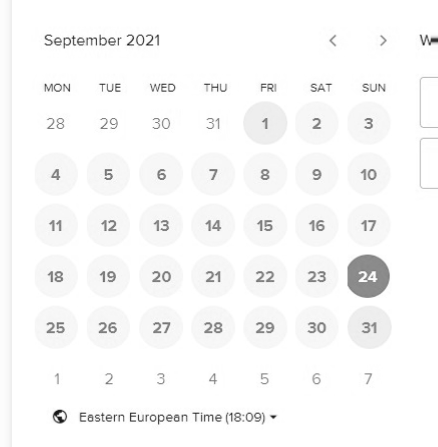 September 2021
MON TUE WED THU FRI SAT SUN
28 29 30 31 1 2 3
4 5 6 7 8 9 10
11 12 13 14 15 16 17
18 19 20 21 22 23 24
25 26 27 28 29 30 31
1 2 3 4 5 6 7
Eastern European Time (18:09)